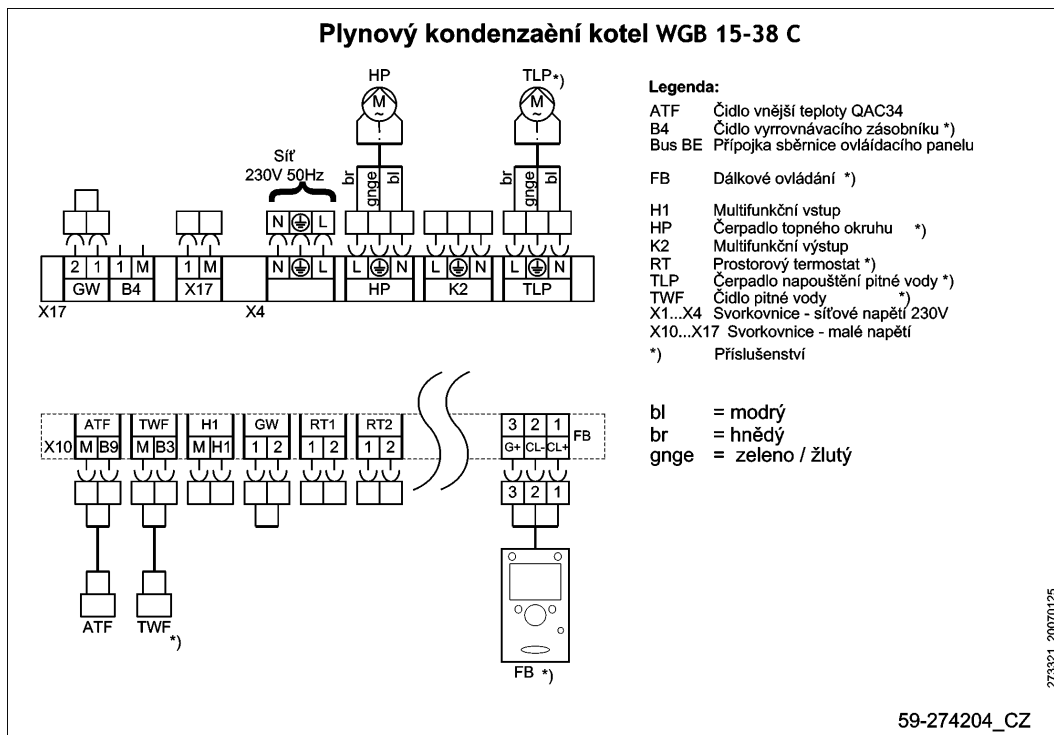 Plynový kondenzaèní kotel WGB 15-38 C
HP
TLP *)
M
~
M
~
Síť
230V 50Hz
br
gnge
bl
br
gnge
bl
N L
2 1 1 M 1 M N L L N L N L N
GW B4 X17 HP K2 TLP
X17 X4
Legenda:
ATF Čidlo vnější teploty QAC34
B4 Čidlo vyrrovnávacího zásobníku *)
Bus BE Přípojka sběrnice ovláídacího panelu
FB Dálkové ovládání *)
H1 Multifunkční vstup
HP Čerpadlo topného okruhu *)
K2 Multifunkční výstup
RT Prostorový termostat *)
TLP Čerpadlo napouštění pitné vody *)
TWF Čidlo pitné vody *)
X1...X4 Svorkovnice - síťové napětí 230V
X10...X17 Svorkovnice - malé napětí
*) Příslušenství
bl = modrý
br = hnědý
gnge = zeleno / žlutý
ATF TWF H1 GW RT1 RT2 3 2 1
X10 M B9 M B3 M H1 1 2 1 2 1 2 G+ CL- CL+ FB
3 2 1
ATF TWF *)
FB *)
273321_20070125
59-274204_CZ